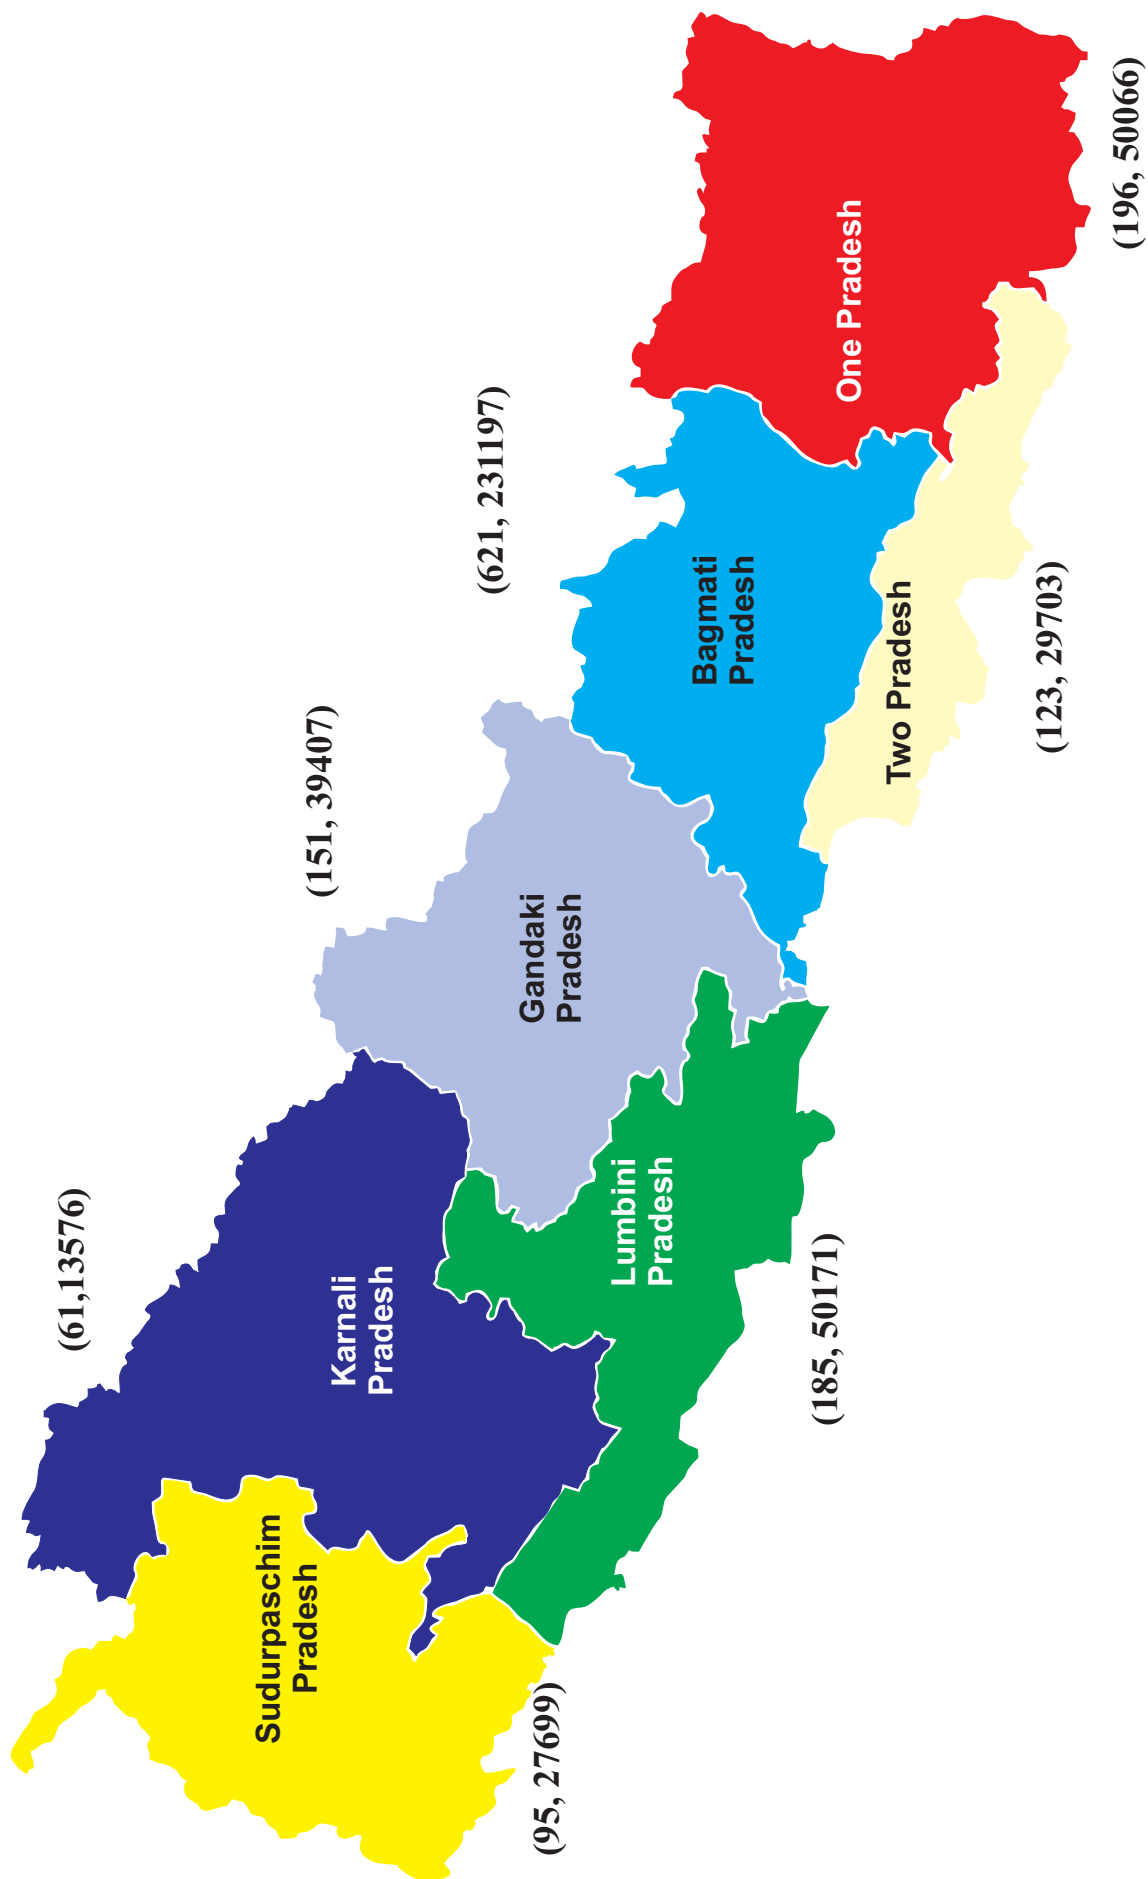 (61,13576)
Karnali
Pradesh
Sudurpaschim
Pradesh
(95, 27699)
(151, 39407)
Gandaki
Pradesh
Lumbini
Pradesh
(185, 50171)
(621, 231197)
Bagmati
Pradesh
Two Pradesh
(123, 29703)
One Pradesh
(196, 50066)